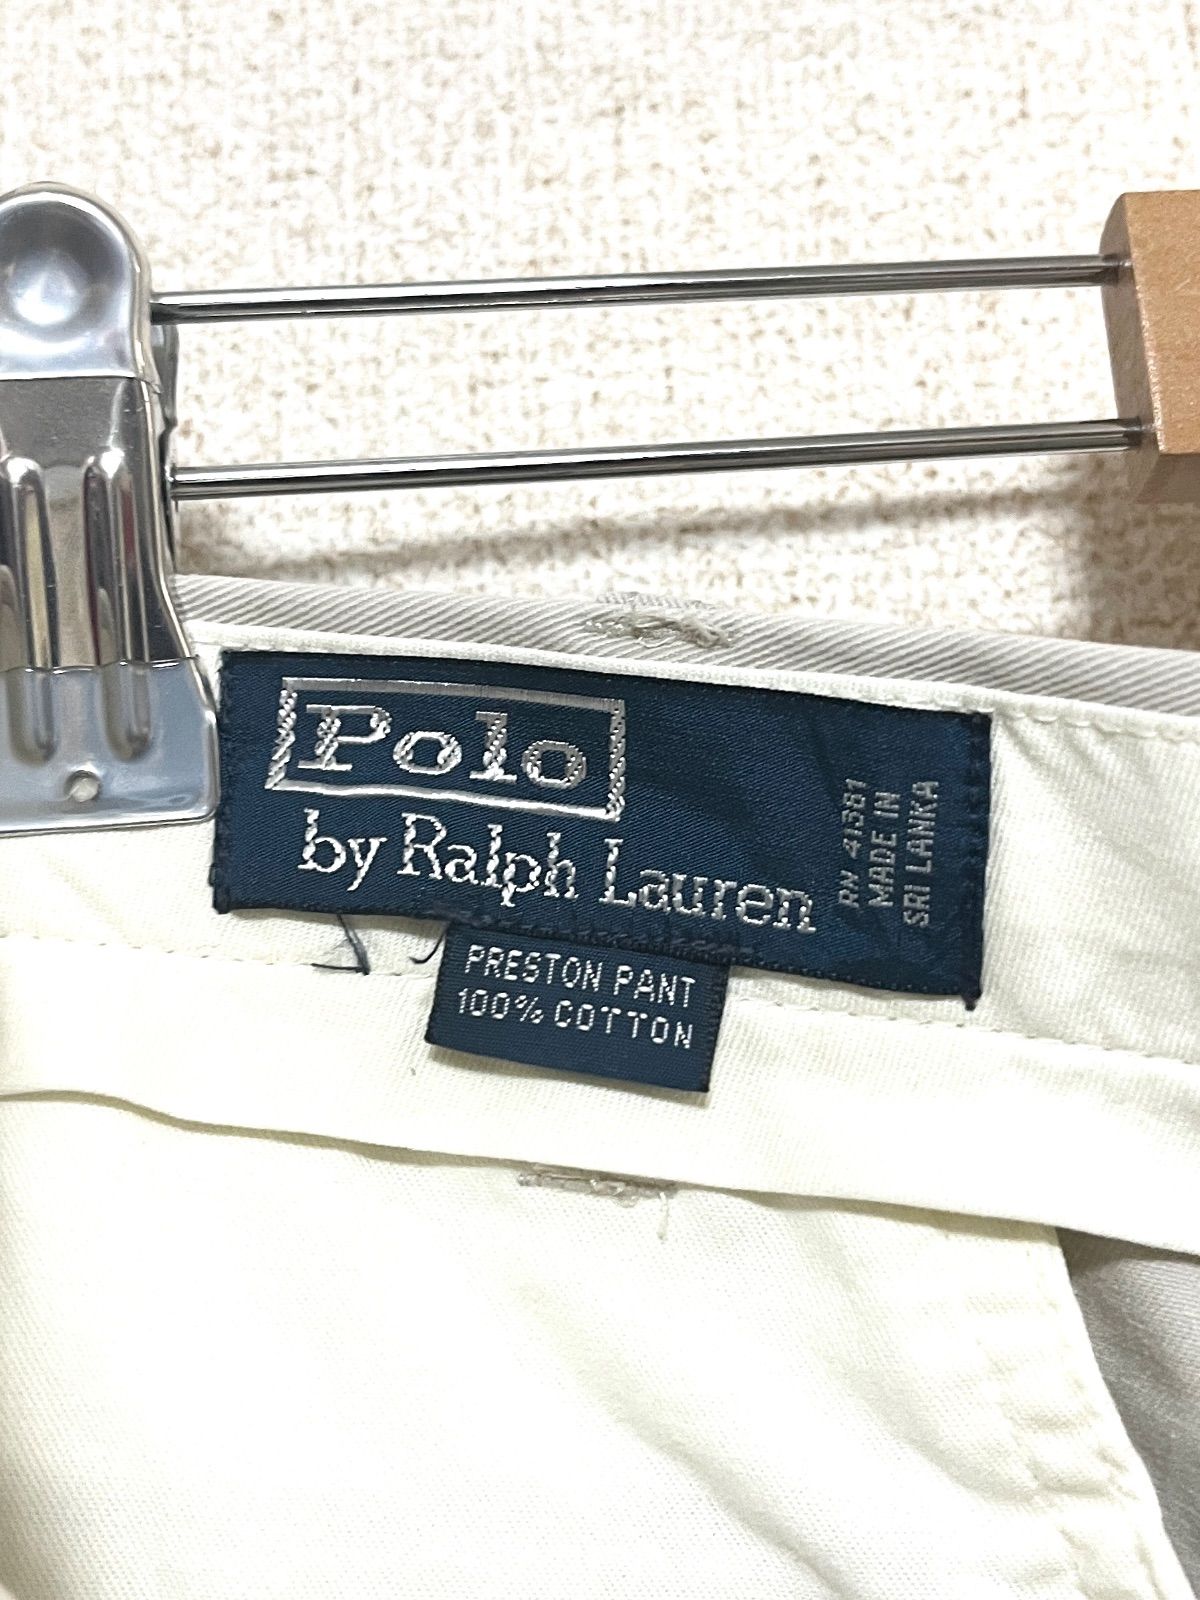 Polo
by Ralph Lauren
RN 41381
MADE IN
SRI LANKA
PRESTON PANT
100% COTTON